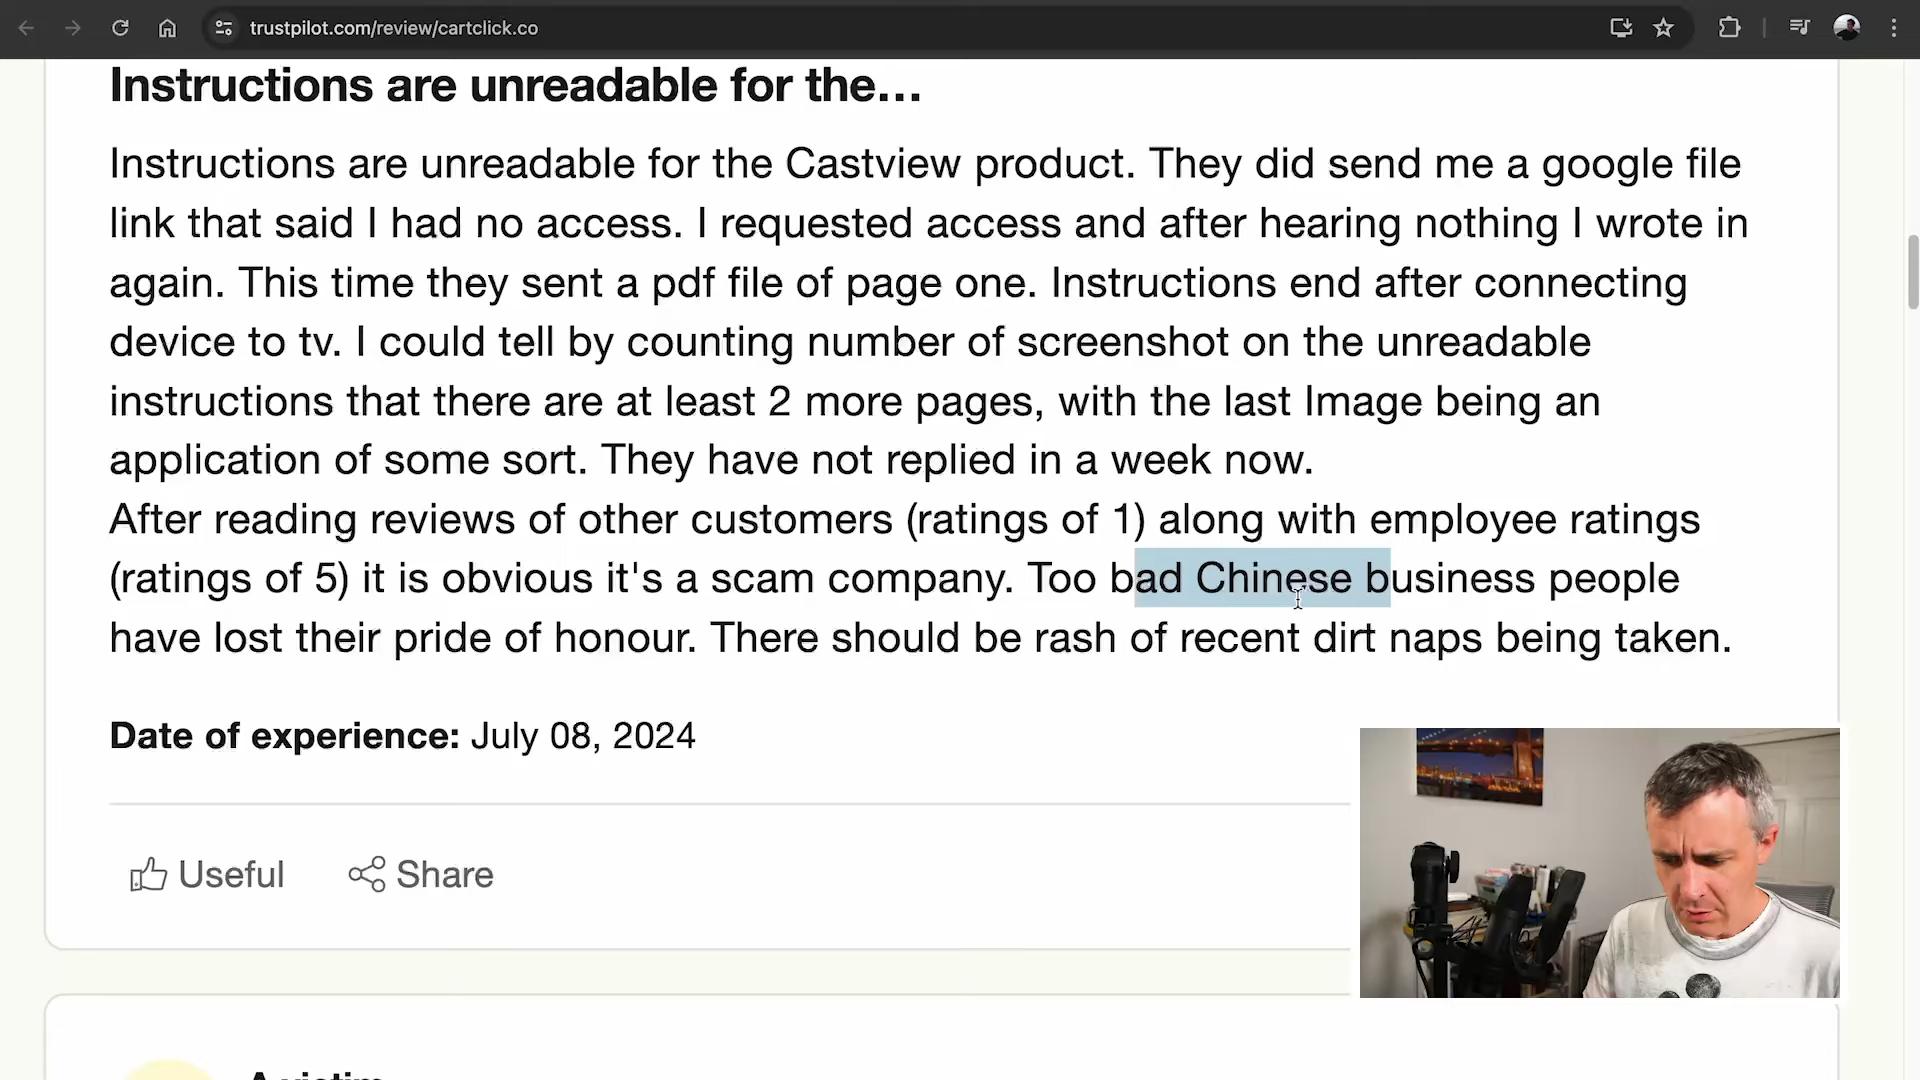 trustpilot.com/review/cartclick.co
Instructions are unreadable for the...
Instructions are unreadable for the Castview product. They did send me a google file
link that said I had no access. I requested access and after hearing nothing I wrote in
again. This time they sent a pdf file of page one. Instructions end after connecting
device to tv. I could tell by counting number of screenshot on the unreadable
instructions that there are at least 2 more pages, with the last Image being an
application of some sort. They have not replied in a week now.
After reading reviews of other customers (ratings of 1) along with employee ratings
(ratings of 5) it is obvious it's a scam company. Too bad Chinese business people
have lost their pride of honour. There should be rash of recent dirt naps being taken.
Date of experience: July 08, 2024
Useful
Share
A victim